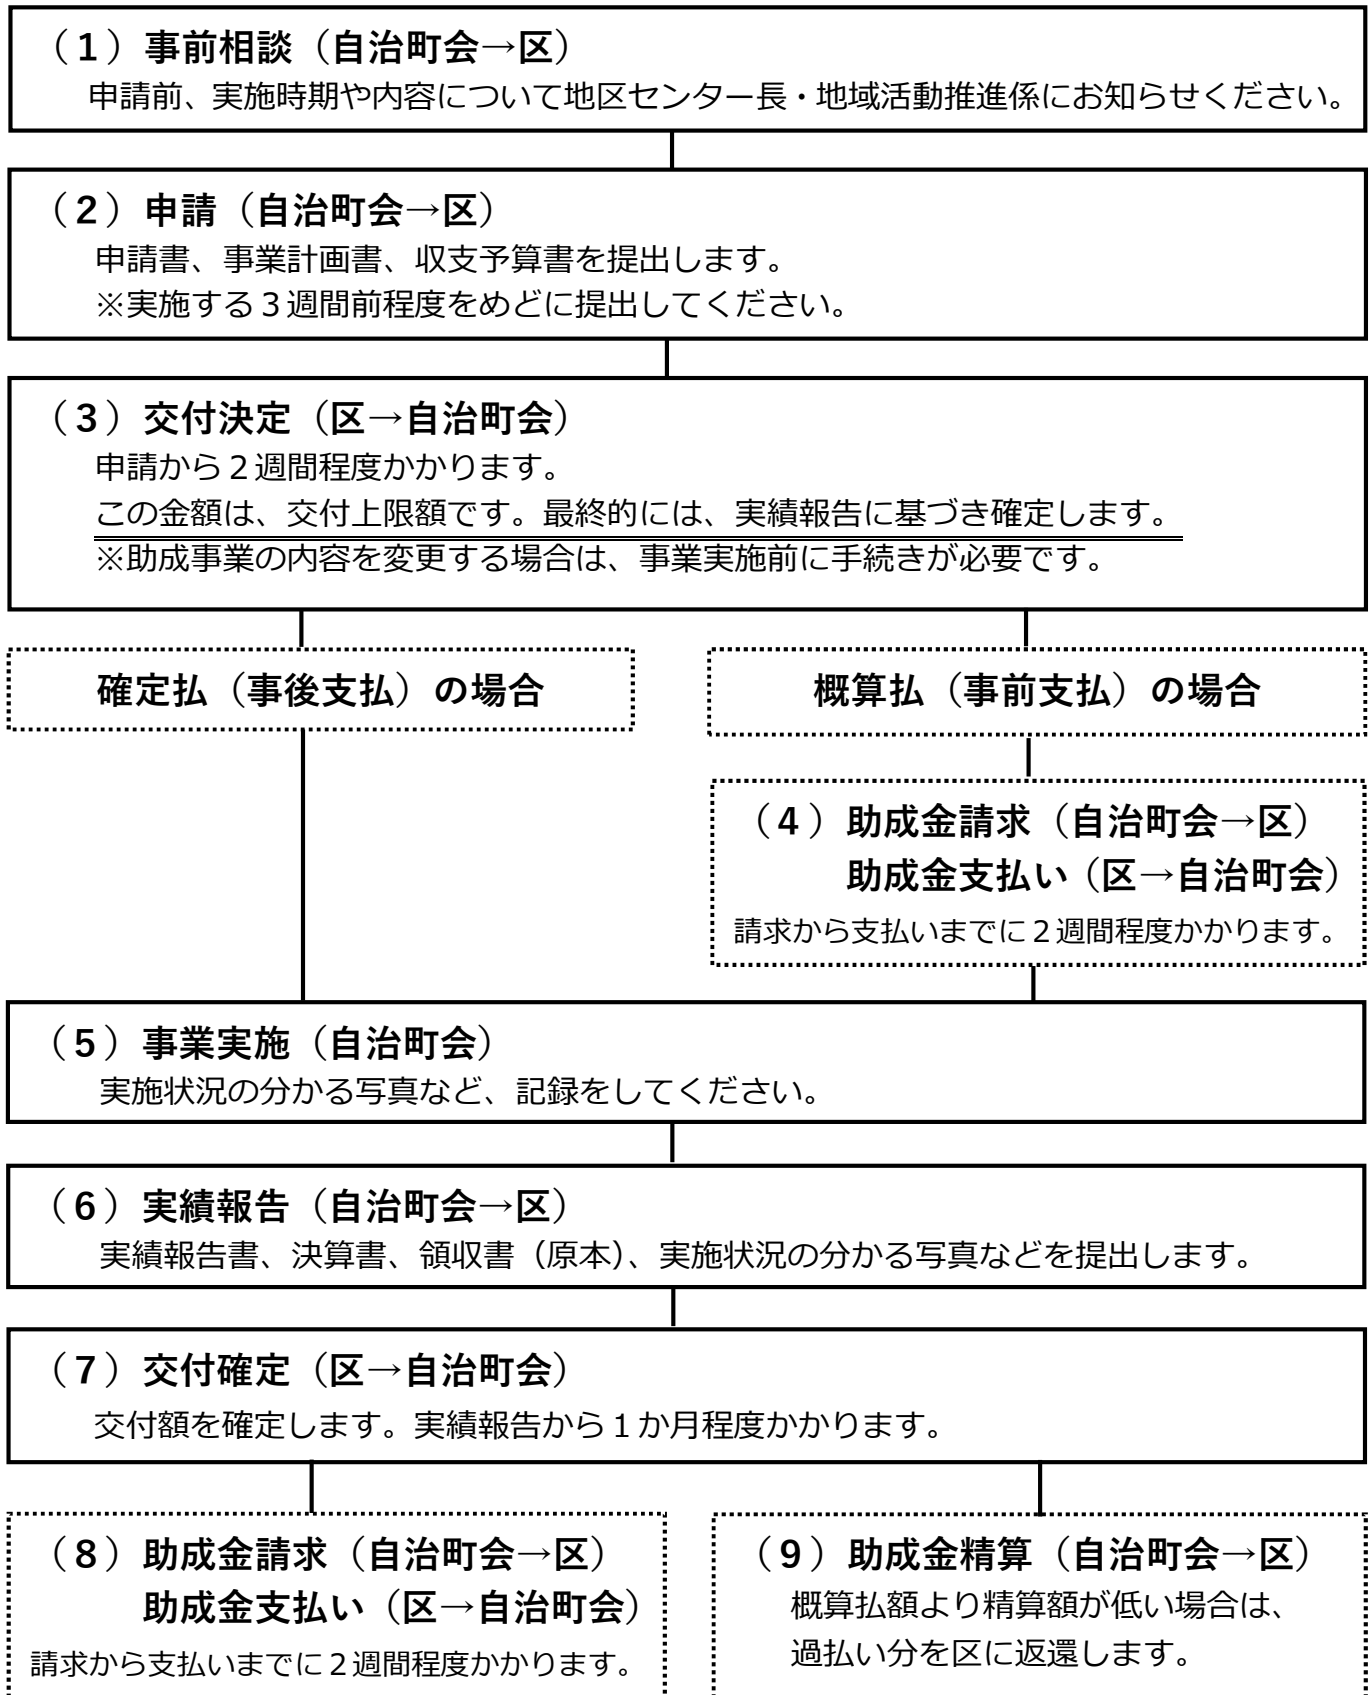 （１）事前相談（自治町会→区）
申請前、実施時期や内容について地区センター長・地域活動推進係にお知らせください。
（２）申請（自治町会→区）
申請書、事業計画書、収支予算書を提出します。
※実施する３週間前程度をめどに提出してください。
（３）交付決定（区→自治町会）
申請から２週間程度かかります。
この金額は、交付上限額です。最終的には、実績報告に基づき確定します。
※助成事業の内容を変更する場合は、事業実施前に手続きが必要です。
確定払（事後支払）の場合
概算払（事前支払）の場合
（４）助成金請求（自治町会→区）
助成金支払い（区→自治町会）
請求から支払いまでに２週間程度かかります。
（５）事業実施（自治町会）
実施状況の分かる写真など、記録をしてください。
（６）実績報告（自治町会→区）
実績報告書、決算書、領収書（原本）、実施状況の分かる写真などを提出します。
（７）交付確定（区→自治町会）
交付額を確定します。実績報告から１か月程度かかります。
（８）助成金請求（自治町会→区）
助成金支払い（区→自治町会）
請求から支払いまでに２週間程度かかります。
（９）助成金精算（自治町会→区）
概算払額より精算額が低い場合は、
過払い分を区に返還します。